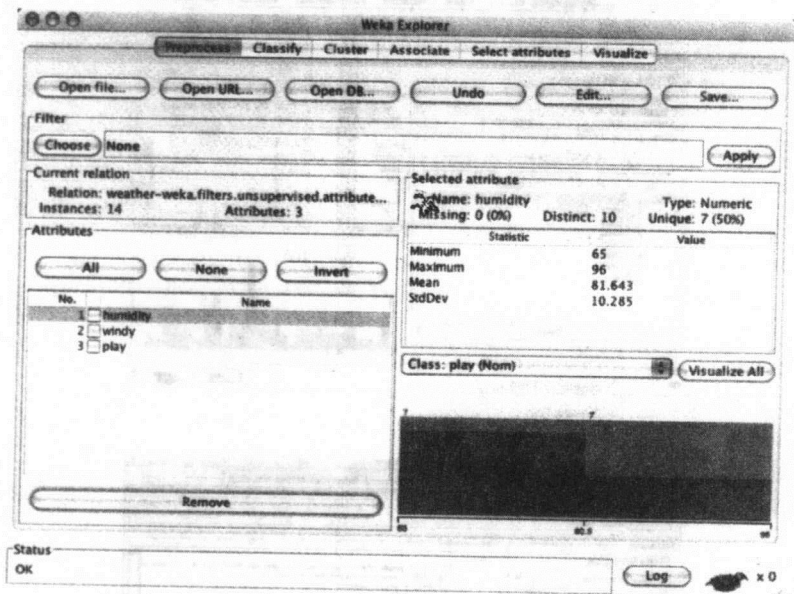 Weka Explorer
Preprocess Classify Cluster Associate Select attributes Visualize
Open file... Open URL... Open DB... Undo Edit... Save...
Filter
Choose None Apply
Current relation
Relation: weather-weka.filters.unsupervised.attribute...
Instances: 14 Attributes: 3
Attributes
All None Invert
No. Name
1 humidity
2 windy
3 play
Remove
Selected attribute
Name: humidity Type: Numeric
Missing: 0 (0%) Distinct: 10 Unique: 7 (50%)
Statistic Value
Minimum 65
Maximum 96
Mean 81.643
StdDev 10.285
Class: play (Nom) Visualize All
7 7
65 80.5 96
Status
OK
Log x 0